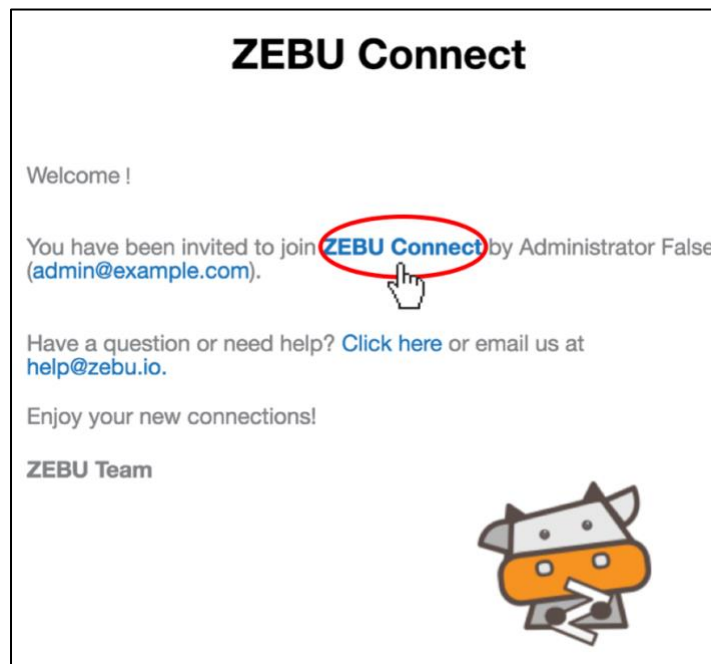 ZEBU Connect
Welcome !
You have been invited to join ZEBU Connect by Administrator False
(admin@example.com).
Have a question or need help? Click here or email us at
help@zebu.io.
Enjoy your new connections!
ZEBU Team